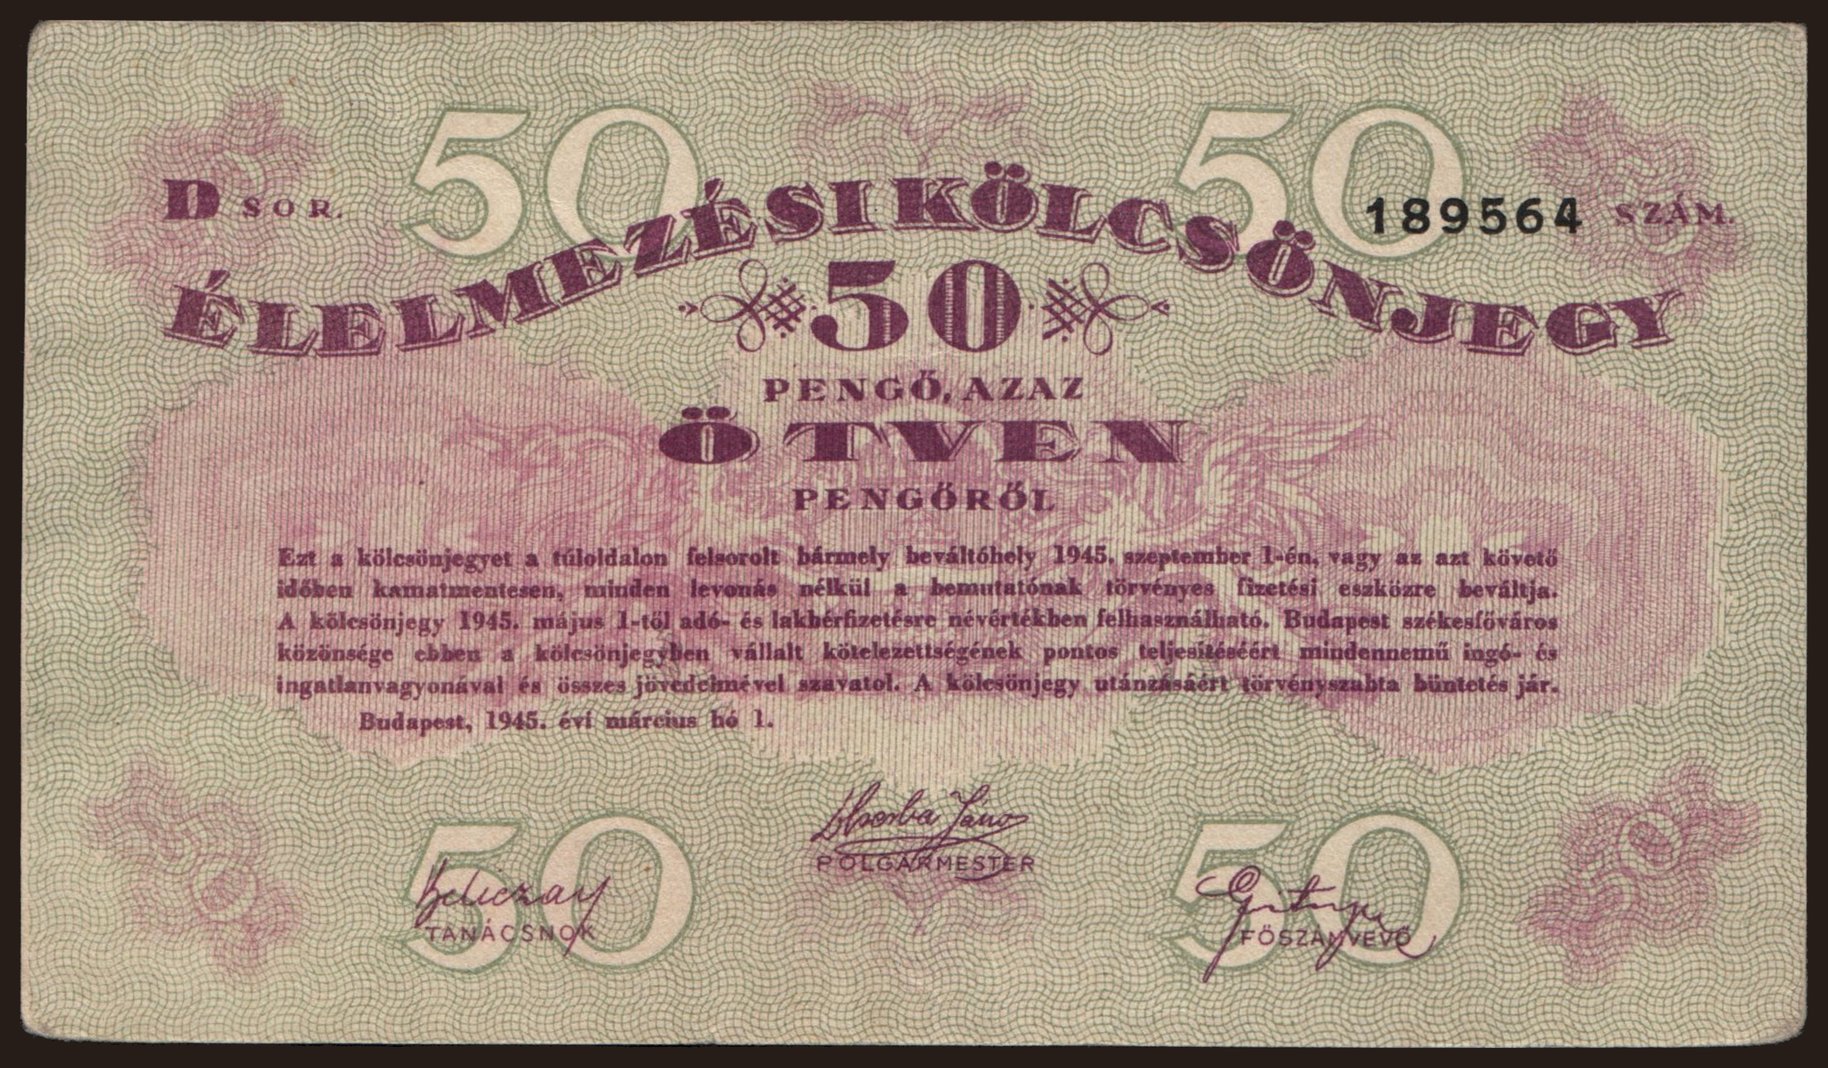 50 50
D SOR. 189564 SZÁM.
ÉLELMEZÉSI KÖLCSÖNJEGY
50
PENGŐ, AZAZ
ÖTVEN
PENGŐRŐL
Ezt a kölcsönjegyet a túloldalon felsorolt bármely beváltóhely 1945. szeptember 1-én, vagy az azt követő
időben kamatmentesen, minden levonás nélkül a bemutatónak törvényes fizetési eszközre beváltja.
A kölcsönjegy 1945. május 1-től adó- és lakbérfizetésre névértékben felhasználható. Budapest székesfőváros
közönsége ebben a kölcsönjegyben vállalt kötelezettségének pontos teljesítéséért mindennemű ingó- és
ingatlanvagyonával és összes jövedelmével szavatol. A kölcsönjegy utánzásáért törvényszabta büntetés jár.
Budapest, 1945. évi március hó 1.
Csorba János
POLGÁRMESTER
50 50
TANÁCSNOK FŐSZÁMVEVŐ